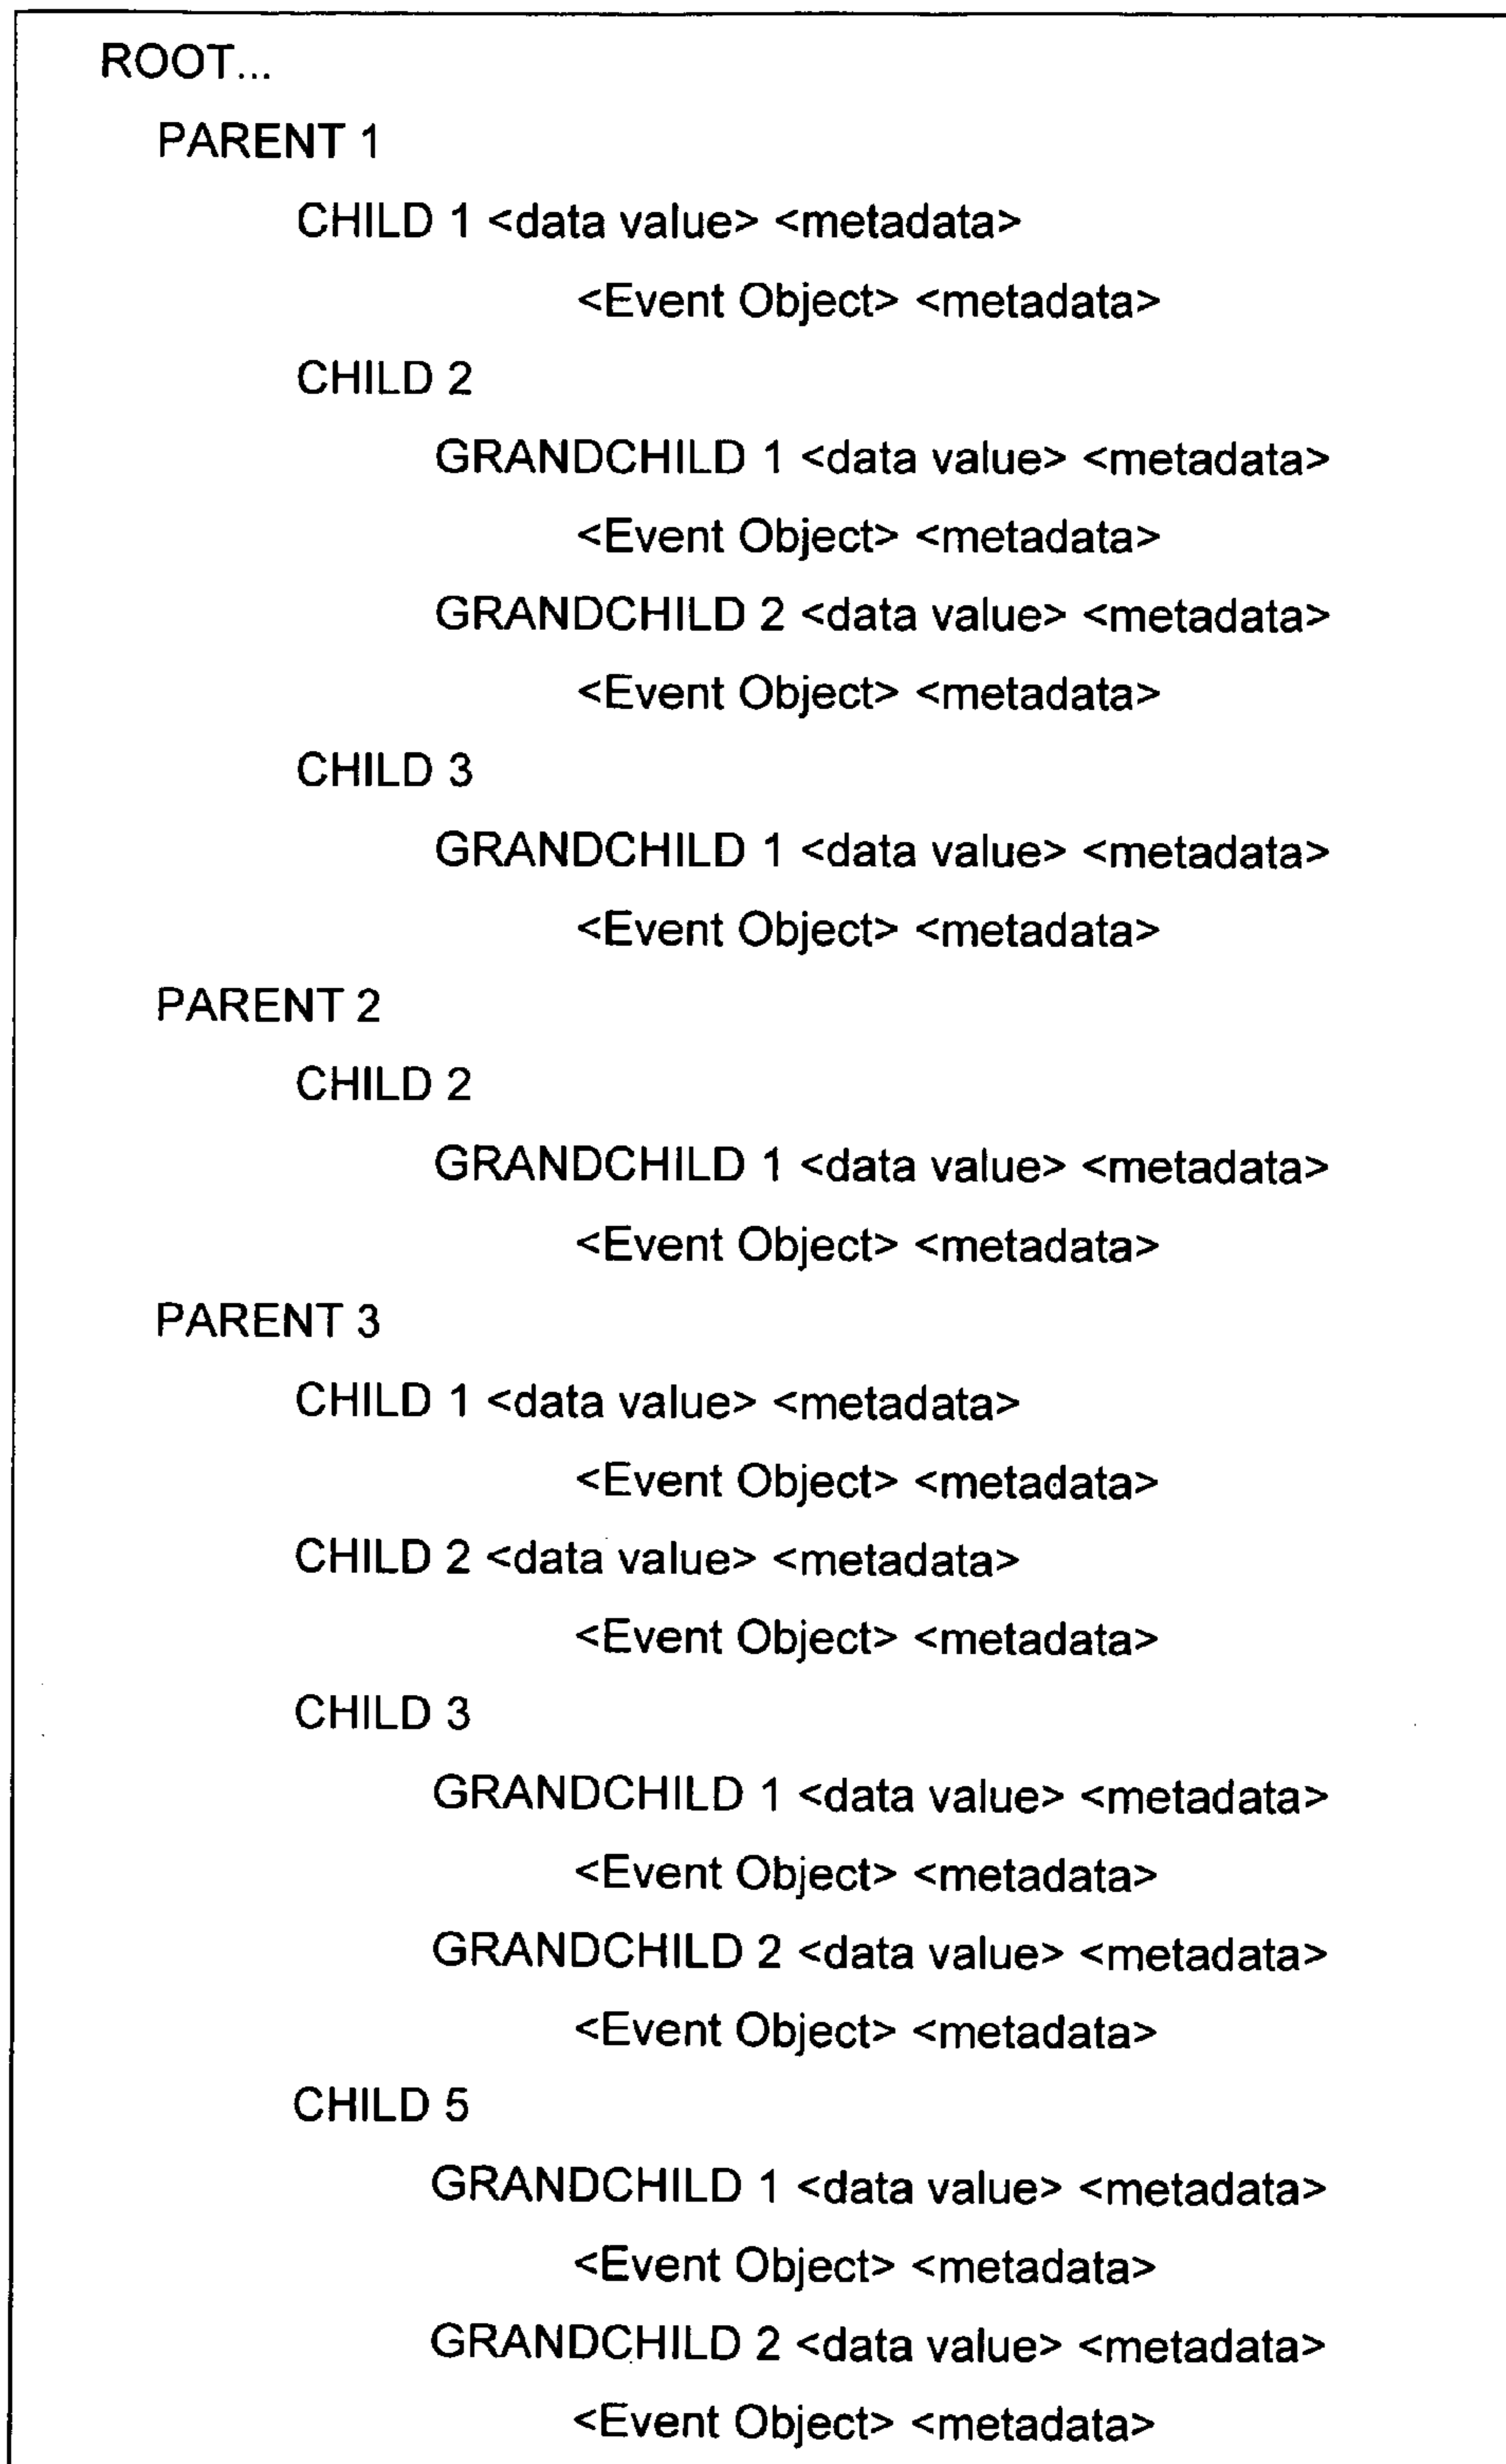 ROOT...
PARENT 1
CHILD 1 <data value> <metadata>
<Event Object> <metadata>
CHILD 2
GRANDCHILD 1 <data value> <metadata>
<Event Object> <metadata>
GRANDCHILD 2 <data value> <metadata>
<Event Object> <metadata>
CHILD 3
GRANDCHILD 1 <data value> <metadata>
<Event Object> <metadata>
PARENT 2
CHILD 2
GRANDCHILD 1 <data value> <metadata>
<Event Object> <metadata>
PARENT 3
CHILD 1 <data value> <metadata>
<Event Object> <metadata>
CHILD 2 <data value> <metadata>
<Event Object> <metadata>
CHILD 3
GRANDCHILD 1 <data value> <metadata>
<Event Object> <metadata>
GRANDCHILD 2 <data value> <metadata>
<Event Object> <metadata>
CHILD 5
GRANDCHILD 1 <data value> <metadata>
<Event Object> <metadata>
GRANDCHILD 2 <data value> <metadata>
<Event Object> <metadata>